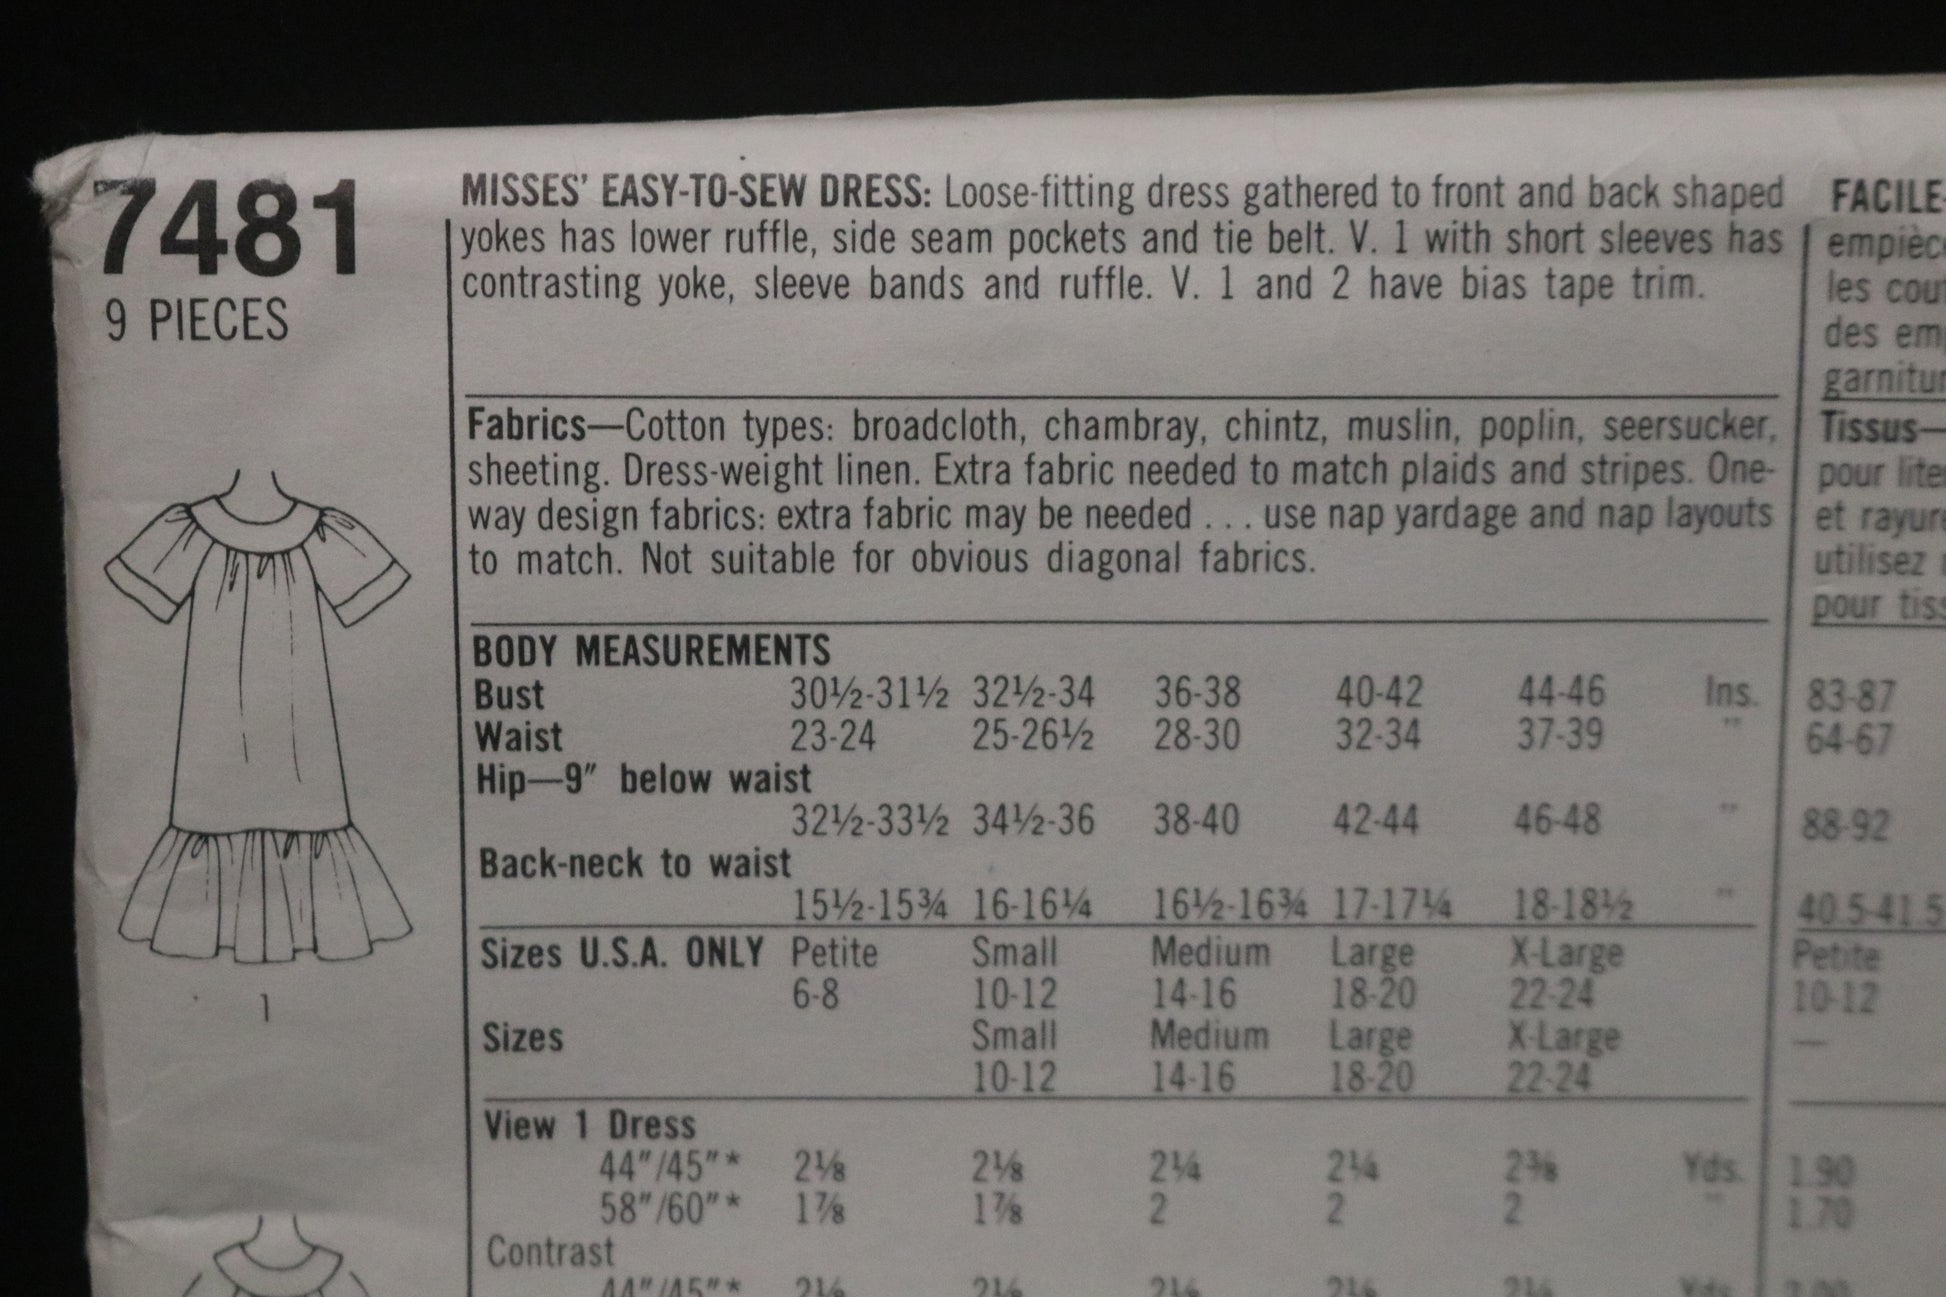 7481
9 PIECES
1
MISSES' EASY-TO-SEW DRESS: Loose-fitting dress gathered to front and back shaped
yokes has lower ruffle, side seam pockets and tie belt. V. 1 with short sleeves has
contrasting yoke, sleeve bands and ruffle. V. 1 and 2 have bias tape trim.
Fabrics—Cotton types: broadcloth, chambray, chintz, muslin, poplin, seersucker,
sheeting. Dress-weight linen. Extra fabric needed to match plaids and stripes. One-
way design fabrics: extra fabric may be needed . . . use nap yardage and nap layouts
to match. Not suitable for obvious diagonal fabrics.
BODY MEASUREMENTS
Bust 30½-31½ 32½-34 36-38 40-42 44-46 Ins.
Waist 23-24 25-26½ 28-30 32-34 37-39 "
Hip—9" below waist
32½-33½ 34½-36 38-40 42-44 46-48 "
Back-neck to waist
15½-15¾ 16-16¼ 16½-16¾ 17-17¼ 18-18½ "
Sizes U.S.A. ONLY Petite Small Medium Large X-Large
6-8 10-12 14-16 18-20 22-24
Sizes Small Medium Large X-Large
10-12 14-16 18-20 22-24
View 1 Dress
44"/45"* 2⅛ 2⅛ 2¼ 2¼ 2⅜ Yds.
58"/60"* 1⅞ 1⅞ 2 2 2 "
Contrast
44"/45"*
FACILE-
empièc
les cou
des em
garnitur
Tissus—
pour
et rayur
utilisez
pour tiss
83-87
64-67
88-92
40.5-41.5
Petite
10-12
—
1.90
1.70